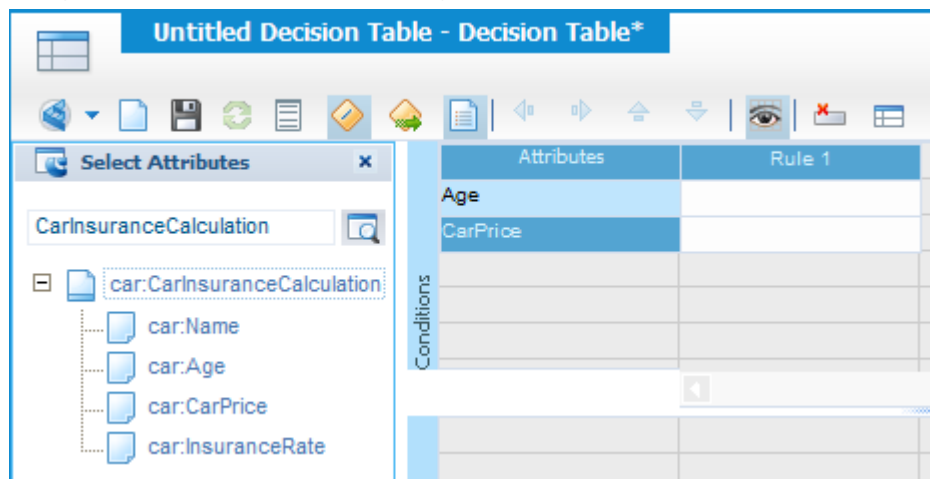 Untitled Decision Table - Decision Table*
Select Attributes
CarInsuranceCalculation
car:CarInsuranceCalculation
car:Name
car:Age
car:CarPrice
car:InsuranceRate
Conditions
Attributes Rule 1
Age
CarPrice